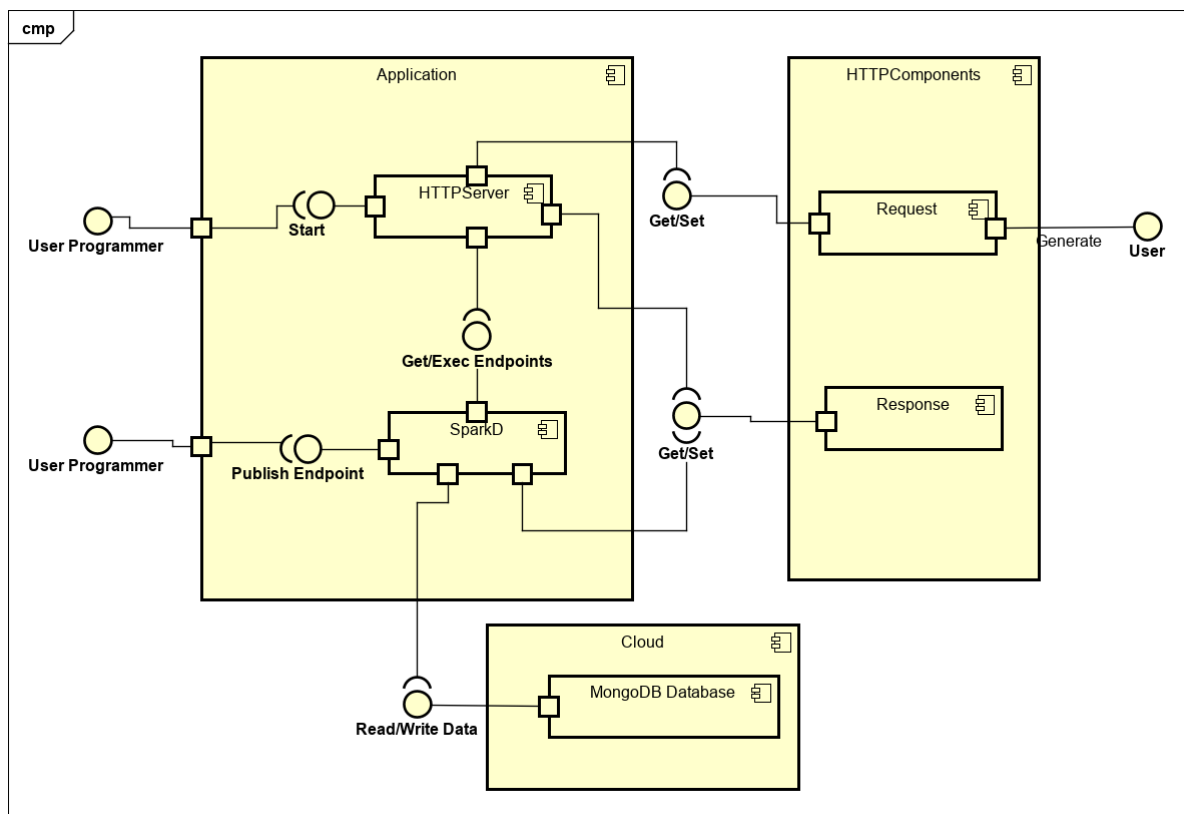 cmp
Application
HTTPComponents
HTTPServer
Request
Start
Get/Set
User Programmer
Generate
User
Get/Exec Endpoints
Response
SparkD
User Programmer
Publish Endpoint
Get/Set
Cloud
MongoDB Database
Read/Write Data